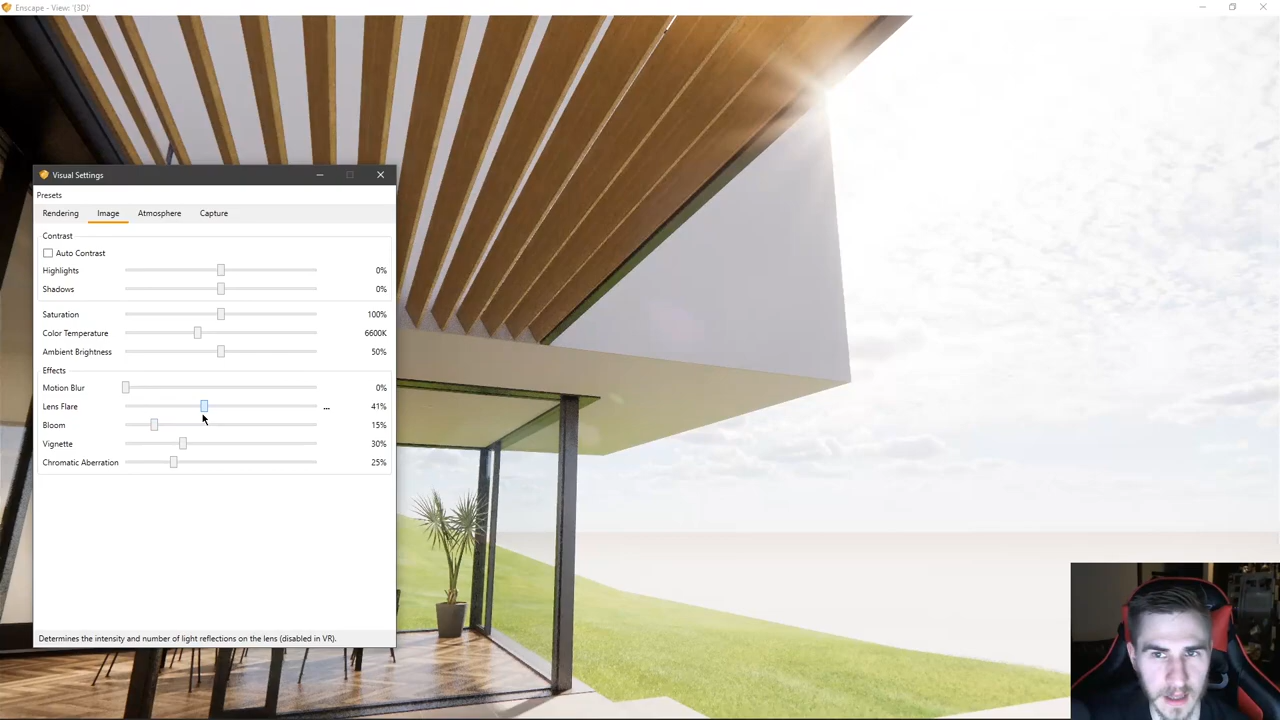 Enscape - View: '{3D}'
Visual Settings
Presets
Rendering Image Atmosphere Capture
Contrast
Auto Contrast
Highlights 0%
Shadows 0%
Saturation 100%
Color Temperature 6600K
Ambient Brightness 50%
Effects
Motion Blur 0%
Lens Flare ... 41%
Bloom 15%
Vignette 30%
Chromatic Aberration 25%
Determines the intensity and number of light reflections on the lens (disabled in VR).